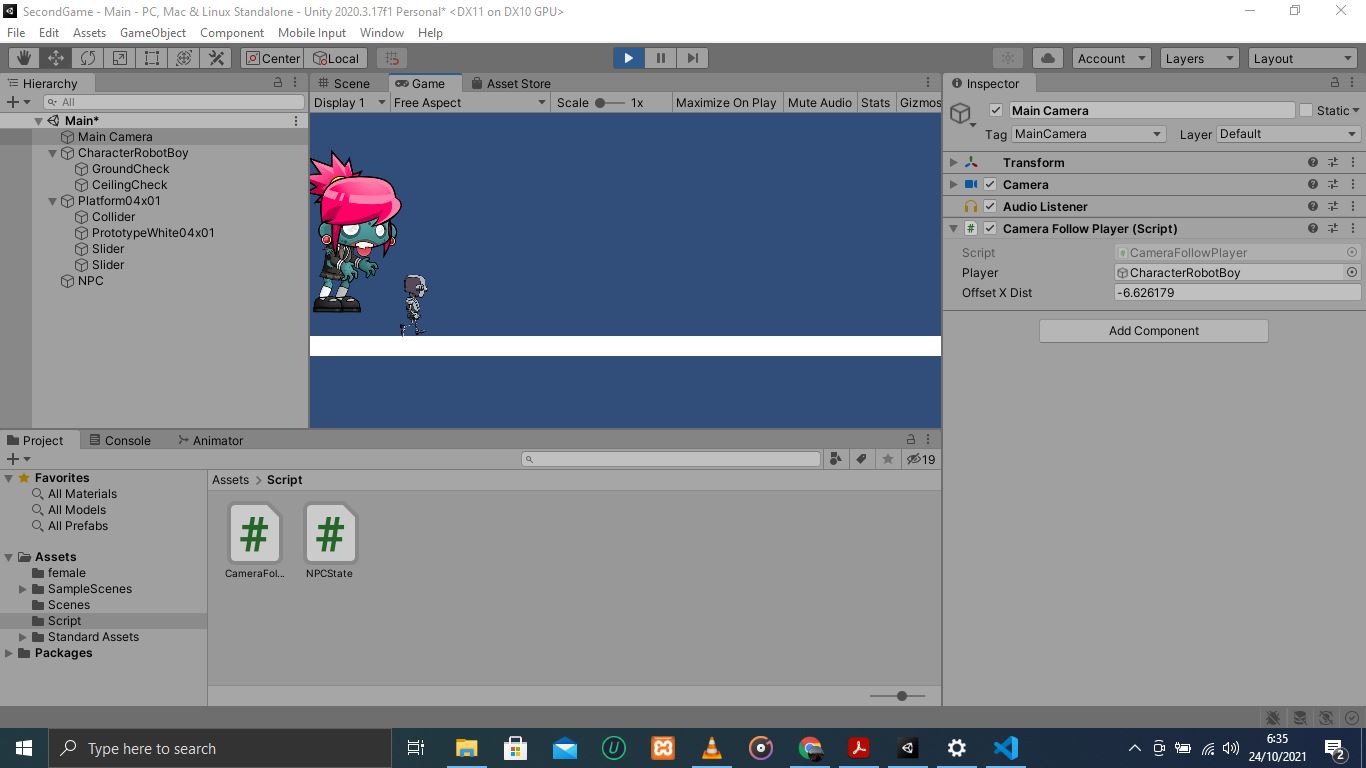 SecondGame - Main - PC, Mac & Linux Standalone - Unity 2020.3.17f1 Personal* <DX11 on DX10 GPU>
File Edit Assets GameObject Component Mobile Input Window Help
Center Local Account Layers Layout
Hierarchy
All
Main*
Main Camera
CharacterRobotBoy
GroundCheck
CeilingCheck
Platform04x01
Collider
PrototypeWhite04x01
Slider
Slider
NPC
Scene Game Asset Store
Display 1 Free Aspect Scale 1x Maximize On Play Mute Audio Stats Gizmos
Inspector
Main Camera Static
Tag MainCamera Layer Default
Transform
Camera
Audio Listener
# Camera Follow Player (Script)
Script # CameraFollowPlayer
Player CharacterRobotBoy
Offset X Dist -6.626179
Add Component
Project Console Animator
19
Favorites
All Materials
All Models
All Prefabs
Assets
female
SampleScenes
Scenes
Script
Standard Assets
Packages
Assets > Script
# #
CameraFol... NPCState
Type here to search
6:35
24/10/2021
2